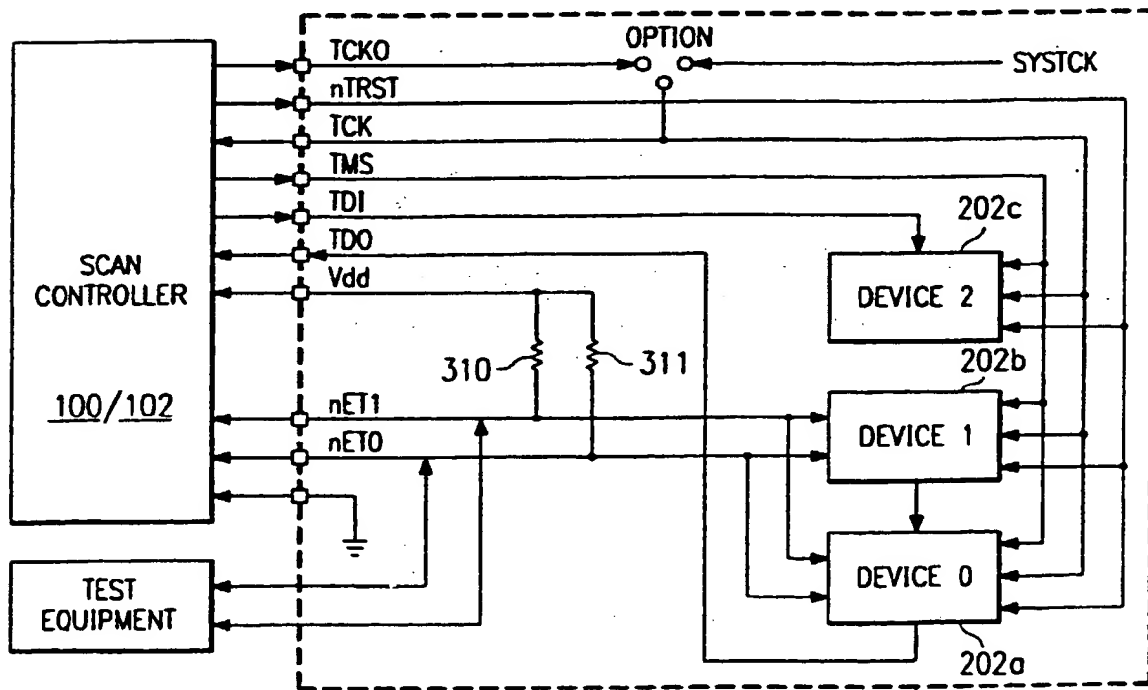 TCKO
OPTION
SYSTCK
nTRST
TCK
TMS
TDI
202c
TDO
SCAN
CONTROLLER
Vdd
DEVICE 2
310
311
202b
100/102
nET1
DEVICE 1
nET0
DEVICE 0
TEST
EQUIPMENT
202a